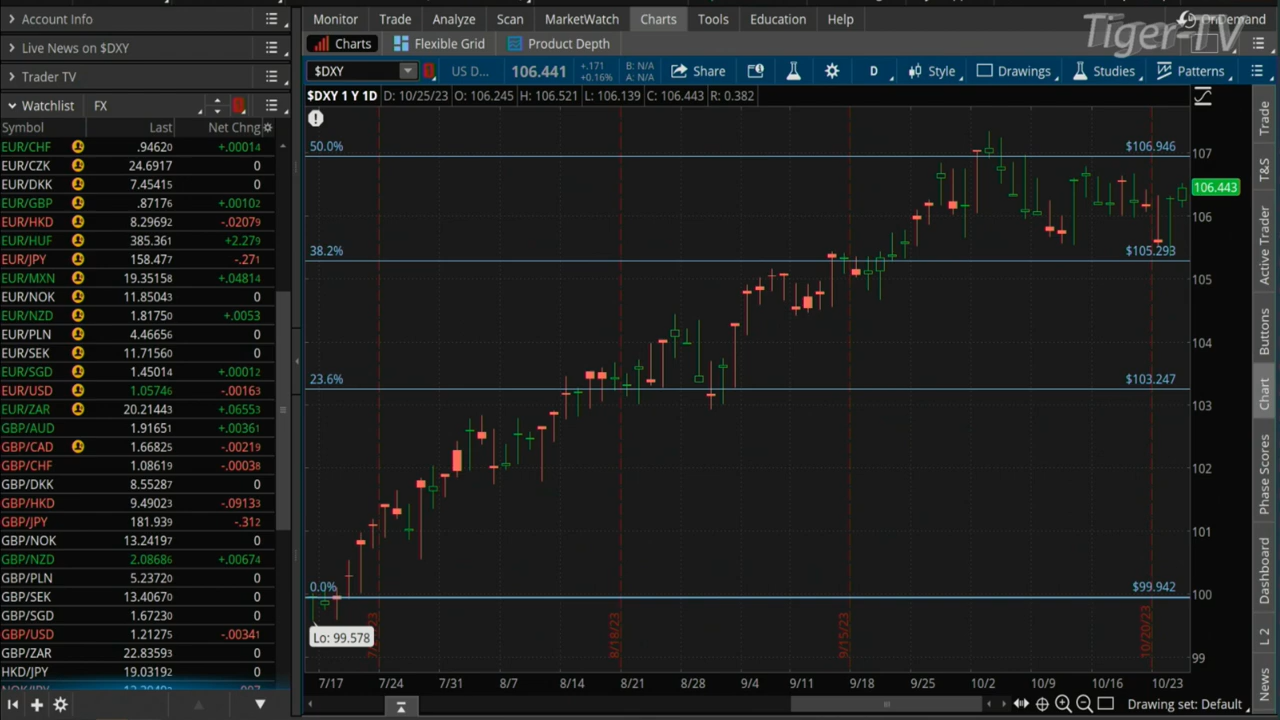 Account Info
Live News on $DXY
Trader TV
Watchlist FX
Symbol Last Net Chng
EUR/CHF .94620 +.00014
EUR/CZK 24.6917 0
EUR/DKK 7.45415 0
EUR/GBP .8717​6 +.00102
EUR/HKD 8.29692 -.02079
EUR/HUF 385.361 +2.279
EUR/JPY 158.477 -.271
EUR/MXN 19.35158 +.04814
EUR/NOK 11.85043 0
EUR/NZD 1.81750 +.0053
EUR/PLN 4.46656 0
EUR/SEK 11.71560 0
EUR/SGD 1.45014 +.00012
EUR/USD 1.05746 -.00163
EUR/ZAR 20.21443 +.06553
GBP/AUD 1.91651 +.00361
GBP/CAD 1.66825 -.00219
GBP/CHF 1.08619 -.00038
GBP/DKK 8.55287 0
GBP/HKD 9.49023 -.09133
GBP/JPY 181.939 -.312
GBP/NOK 13.24197 0
GBP/NZD 2.08686 +.00674
GBP/PLN 5.23720 0
GBP/SEK 13.40670 0
GBP/SGD 1.67230 0
GBP/USD 1.21275 -.00341
GBP/ZAR 22.83593 0
HKD/JPY 19.03192 0
Monitor Trade Analyze Scan MarketWatch Charts Tools Education Help
OnDemand
Tiger-TV
Charts Flexible Grid Product Depth
$DXY US D... 106.441 +.171 +0.16% B: N/A A: N/A Share D Style Drawings Studies Patterns
$DXY 1 Y 1D D: 10/25/23 O: 106.245 H: 106.521 L: 106.139 C: 106.443 R: 0.382
50.0% $106.946
107
106.443
106
38.2% $105.293
105
104
23.6% $103.247
103
102
101
0.0% $99.942
100
Lo: 99.578
8/18/23
9/15/23
10/20/23
99
7/17 7/24 7/31 8/7 8/14 8/21 8/28 9/4 9/11 9/18 9/25 10/2 10/9 10/16 10/23
Drawing set: Default
Trade
T&S
Active Trader
Buttons
Chart
Phase Scores
Dashboard
L 2
News